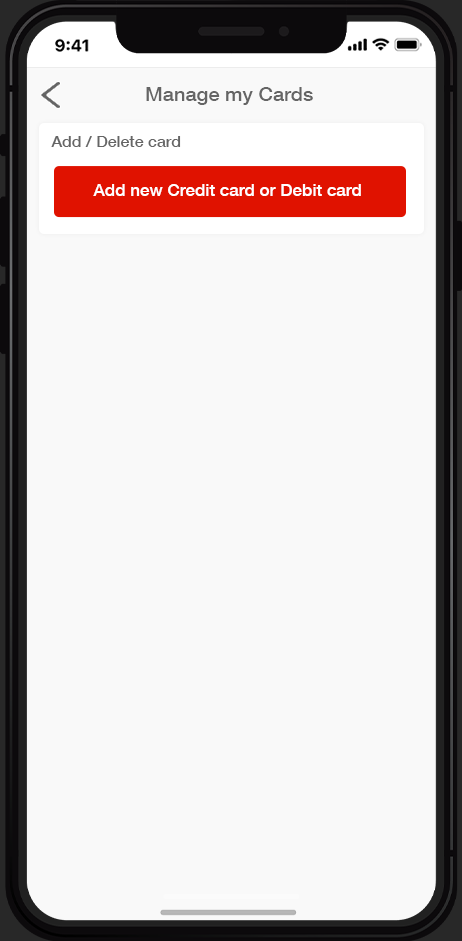 9:41
Manage my Cards
Add / Delete card
Add new Credit card or Debit card